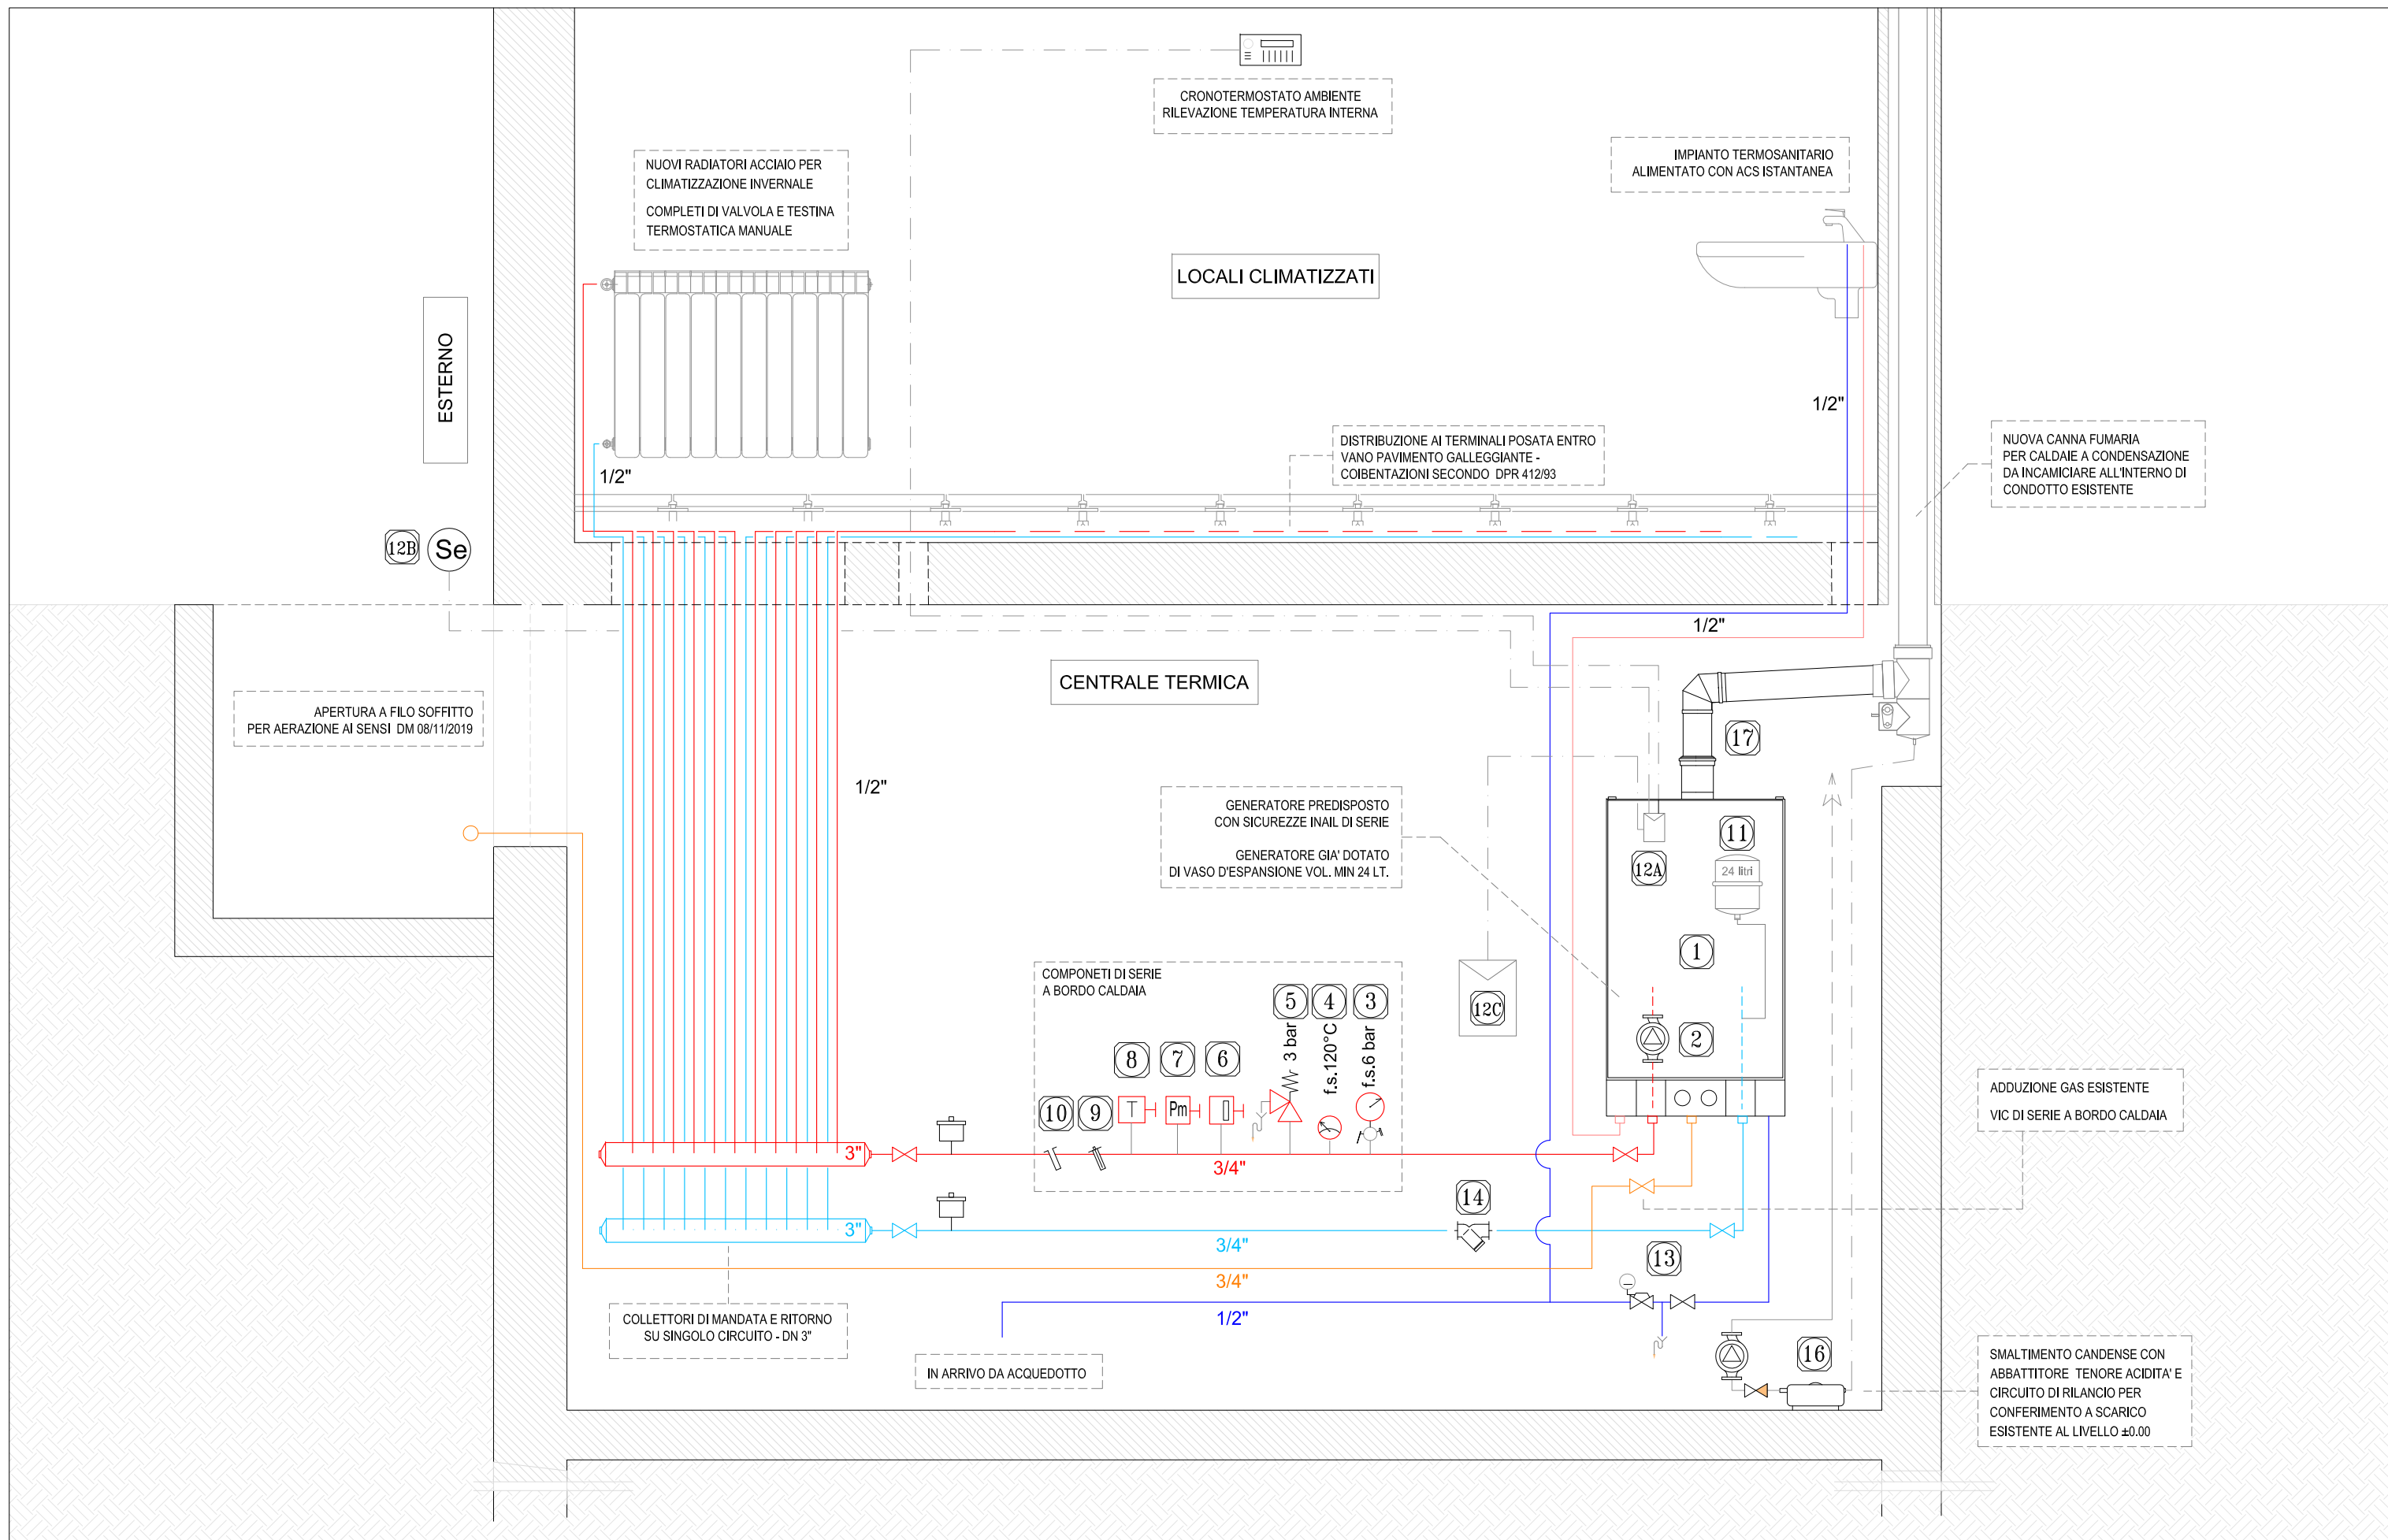 CRONOTERMOSTATO AMBIENTE
RILEVAZIONE TEMPERATURA INTERNA
NUOVI RADIATORI ACCIAIO PER
CLIMATIZZAZIONE INVERNALE
COMPLETI DI VALVOLA E TESTINA
TERMOSTATICA MANUALE
IMPIANTO TERMOSANITARIO
ALIMENTATO CON ACS ISTANTANEA
LOCALI CLIMATIZZATI
ESTERNO
1/2"
1/2"
DISTRIBUZIONE AI TERMINALI POSATA ENTRO
VANO PAVIMENTO GALLEGGIANTE -
COIBENTAZIONI SECONDO DPR 412/93
NUOVA CANNA FUMARIA
PER CALDAIE A CONDENSAZIONE
DA INCAMICIARE ALL'INTERNO DI
CONDOTTO ESISTENTE
12B
Se
1/2"
CENTRALE TERMICA
APERTURA A FILO SOFFITTO
PER AERAZIONE AI SENSI DM 08/11/2019
17
1/2"
GENERATORE PREDISPOSTO
CON SICUREZZE INAIL DI SERIE
GENERATORE GIA' DOTATO
DI VASO D'ESPANSIONE VOL. MIN 24 LT.
11
12A
24 litri
1
COMPONETI DI SERIE
A BORDO CALDAIA
5
4
3
12C
3 bar
f.s.120°C
f.s.6 bar
2
8
7
6
10
9
T
Pm
ADDUZIONE GAS ESISTENTE
VIC DI SERIE A BORDO CALDAIA
3"
3/4"
14
3"
3/4"
13
3/4"
1/2"
COLLETTORI DI MANDATA E RITORNO
SU SINGOLO CIRCUITO - DN 3"
IN ARRIVO DA ACQUEDOTTO
16
SMALTIMENTO CANDENSE CON
ABBATTITORE TENORE ACIDITA' E
CIRCUITO DI RILANCIO PER
CONFERIMENTO A SCARICO
ESISTENTE AL LIVELLO ±0.00